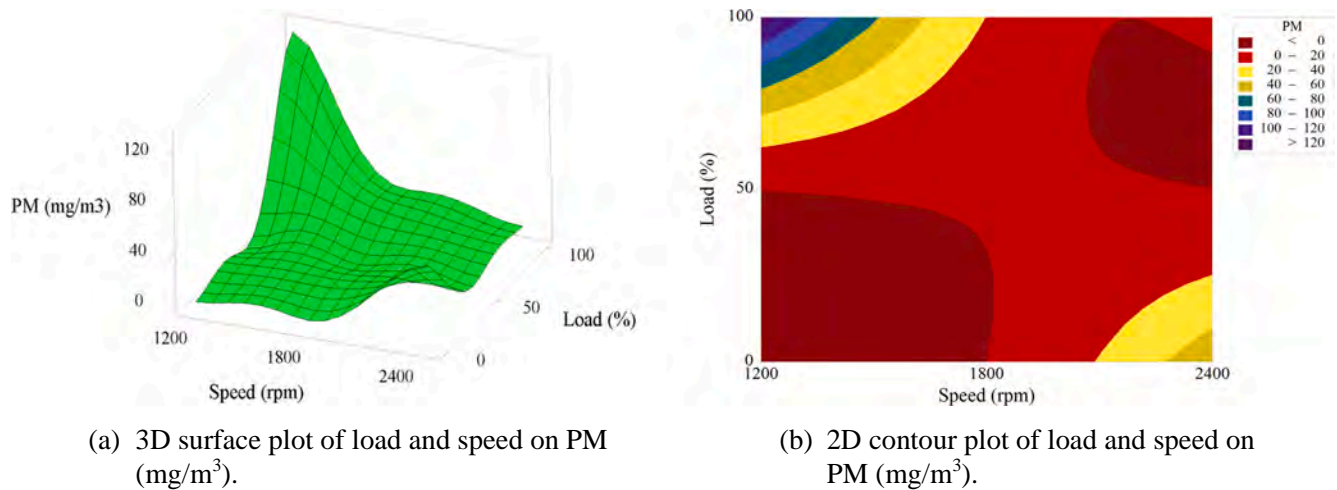 120
80
PM (mg/m3)
40
0
1200
1800
2400
Speed (rpm)
100
50
0
Load (%)
(a) 3D surface plot of load and speed on PM
(mg/m³).
100
50
0
Load (%)
1200
1800
2400
Speed (rpm)
PM
< 0
0 – 20
20 – 40
40 – 60
60 – 80
80 – 100
100 – 120
> 120
(b) 2D contour plot of load and speed on
PM (mg/m³).